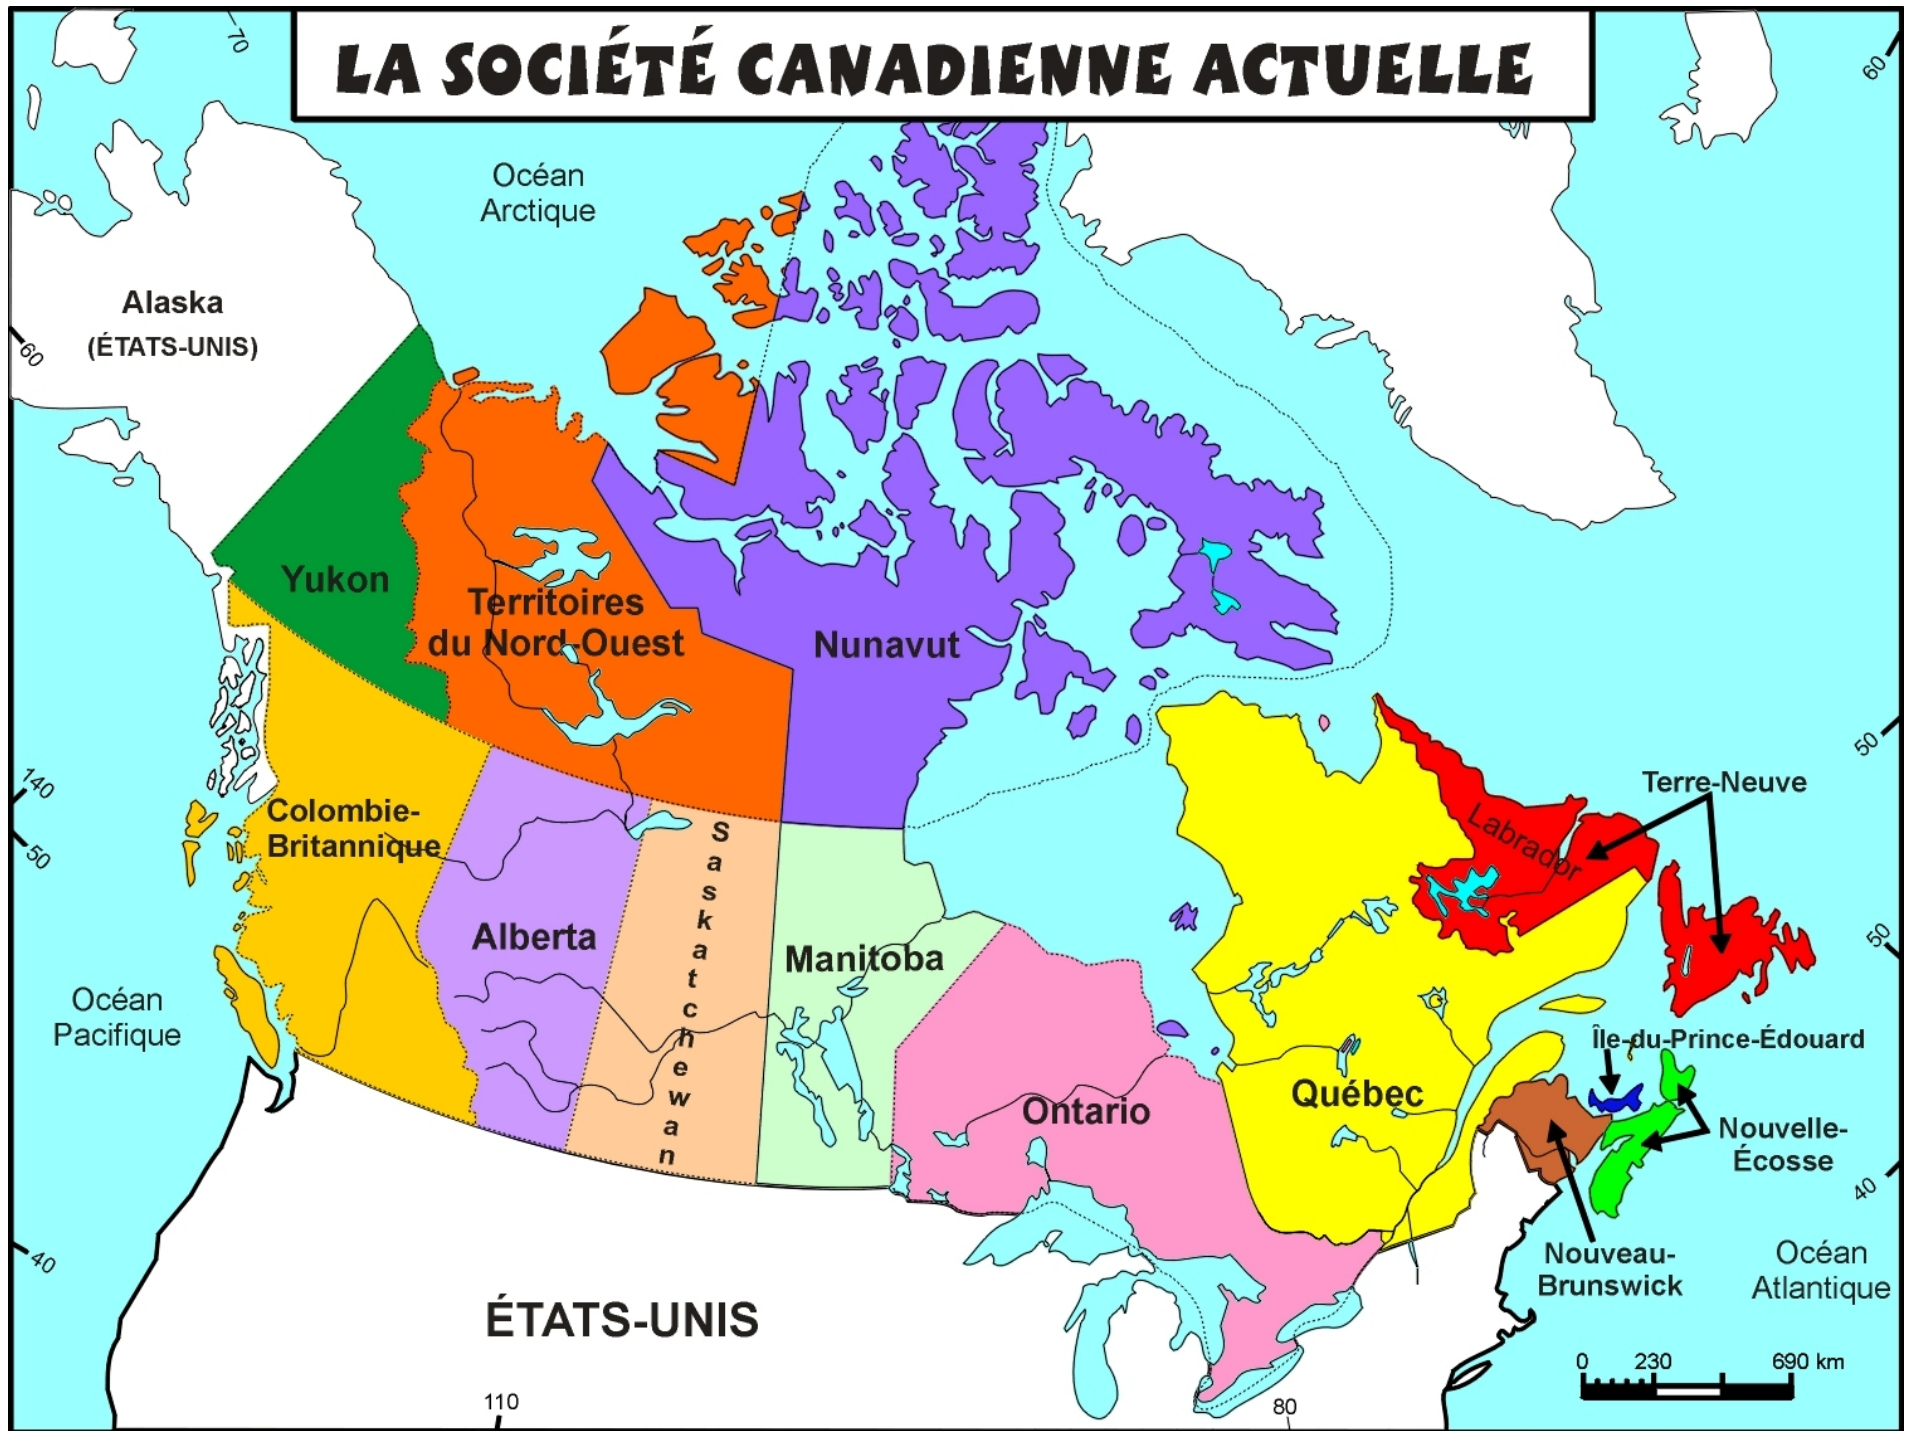 LA SOCIÉTÉ CANADIENNE ACTUELLE
70
60
Océan
Arctique
Alaska
(ÉTATS-UNIS)
60
Yukon
Territoires
du Nord-Ouest
Nunavut
50
140
Terre-Neuve
Colombie-
Britannique
Labrador
50
Saskatchewan
Alberta
Manitoba
50
Océan
Pacifique
Île-du-Prince-Édouard
Québec
Ontario
Nouvelle-
Écosse
40
40
Nouveau-
Brunswick
Océan
Atlantique
ÉTATS-UNIS
0 230 690 km
110
80